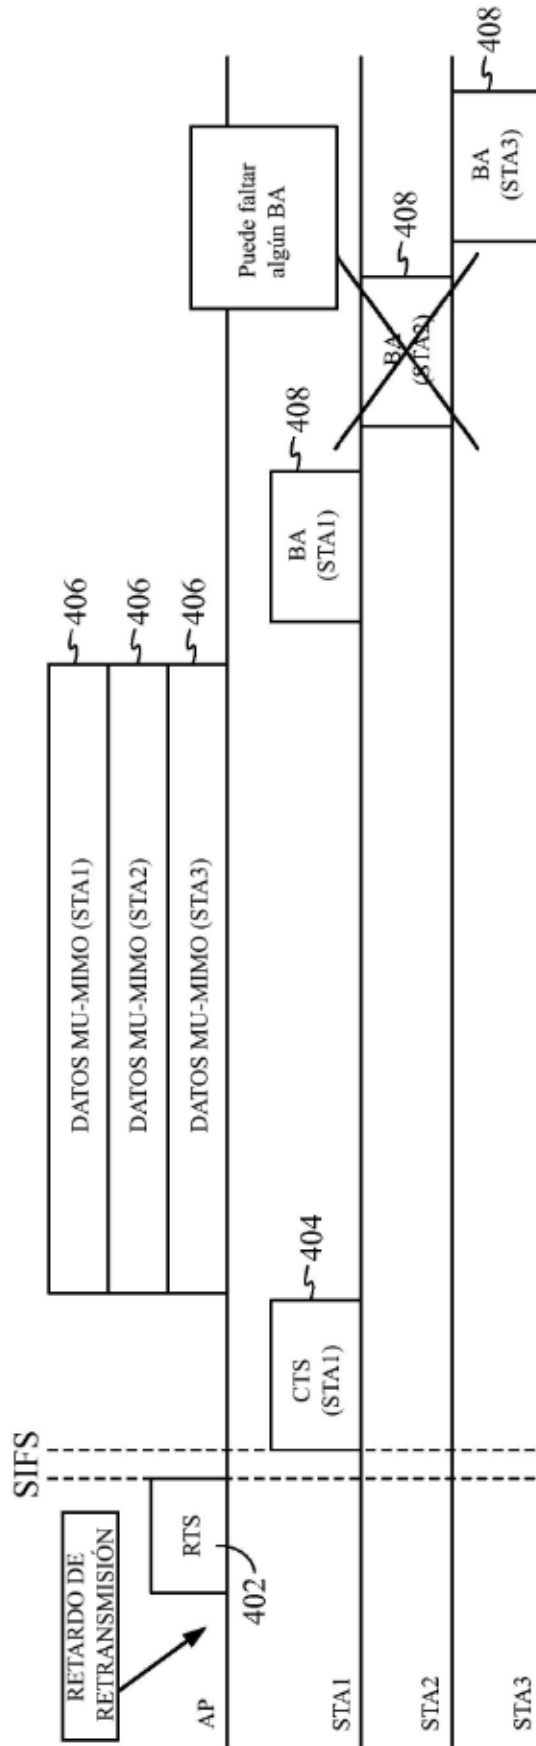 SIFS
RETARDO DE
RETRANSMISIÓN
RTS
402
AP
DATOS MU-MIMO (STA1)
406
DATOS MU-MIMO (STA2)
406
DATOS MU-MIMO (STA3)
406
Puede faltar
algún BA
CTS
(STA1)
404
BA
(STA1)
408
STA1
BA
(STA2)
408
STA2
BA
(STA3)
408
STA3